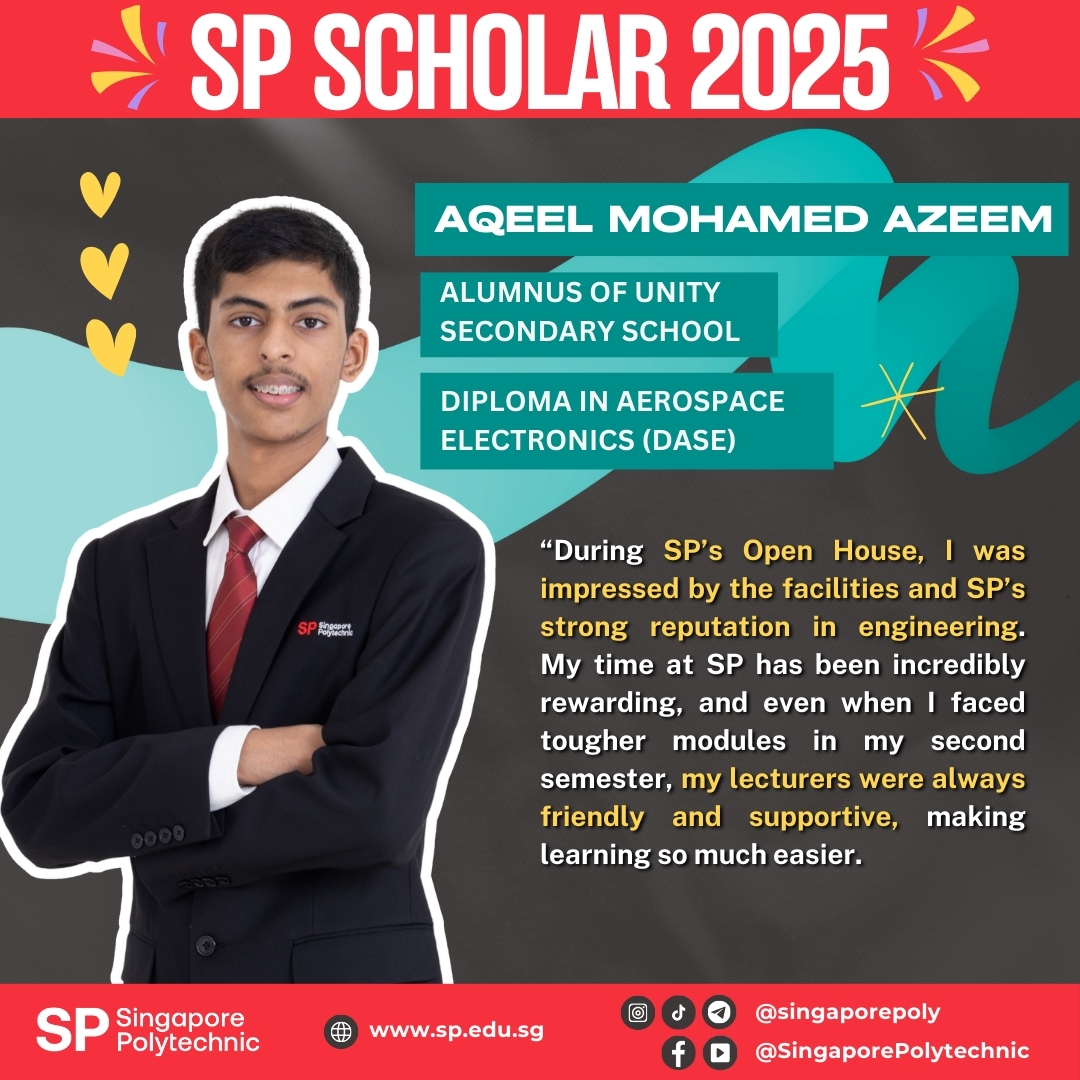 SP SCHOLAR 2025
AQEEL MOHAMED AZEEM
ALUMNUS OF UNITY
SECONDARY SCHOOL
DIPLOMA IN AEROSPACE
ELECTRONICS (DASE)
“During SP’s Open House, I was
impressed by the facilities and SP’s
strong reputation in engineering.
My time at SP has been incredibly
rewarding, and even when I faced
tougher modules in my second
semester, my lecturers were always
friendly and supportive, making
learning so much easier.
SP Singapore
Polytechnic
SP Singapore
Polytechnic
www.sp.edu.sg
@singaporepoly
@SingaporePolytechnic